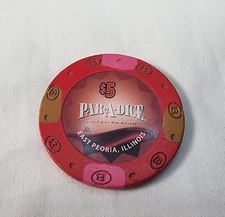 $5
PAR-A-DICE
EAST PEORIA, ILLINOIS